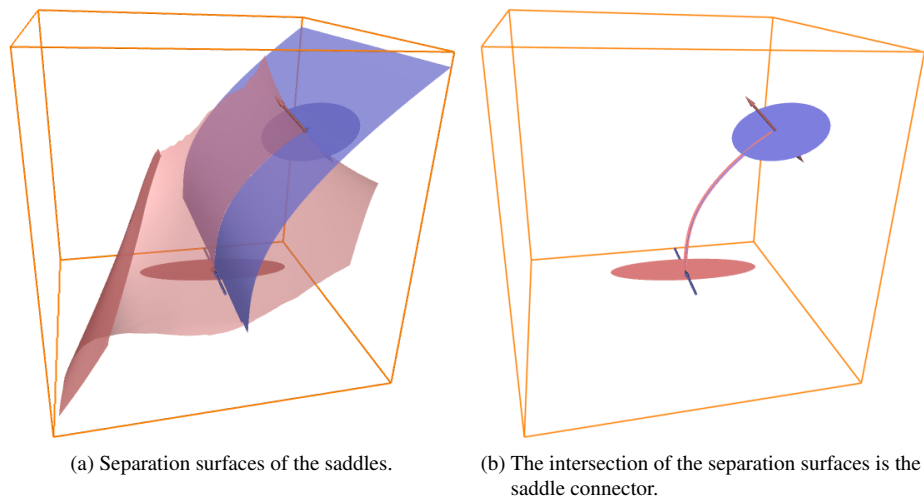 (a) Separation surfaces of the saddles.
(b) The intersection of the separation surfaces is the
saddle connector.